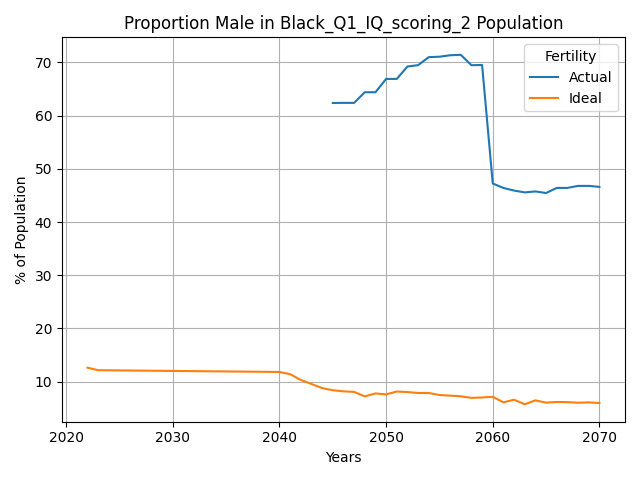 Proportion Male in Black_Q1_IQ_scoring_2 Population
Fertility
Actual
Ideal
% of Population
70
60
50
40
30
20
10
2020
2030
2040
2050
2060
2070
Years